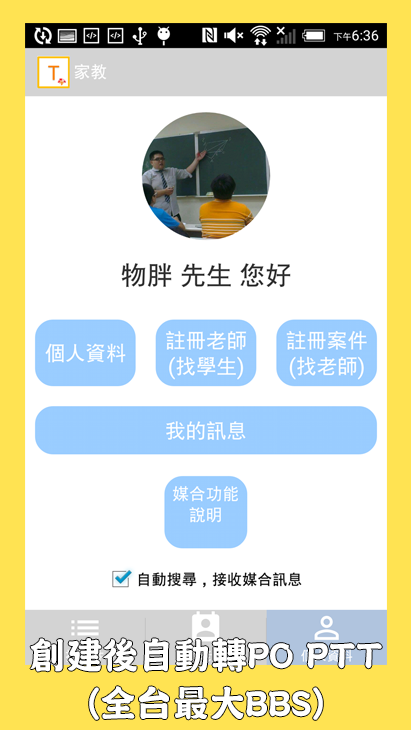 下午6:36
T.
家教
物胖 先生 您好
個人資料
註冊老師
(找學生)
註冊案件
(找老師)
我的訊息
媒合功能
說明
自動搜尋，接收媒合訊息
創建後自動轉PO PTT
(全台最大BBS)